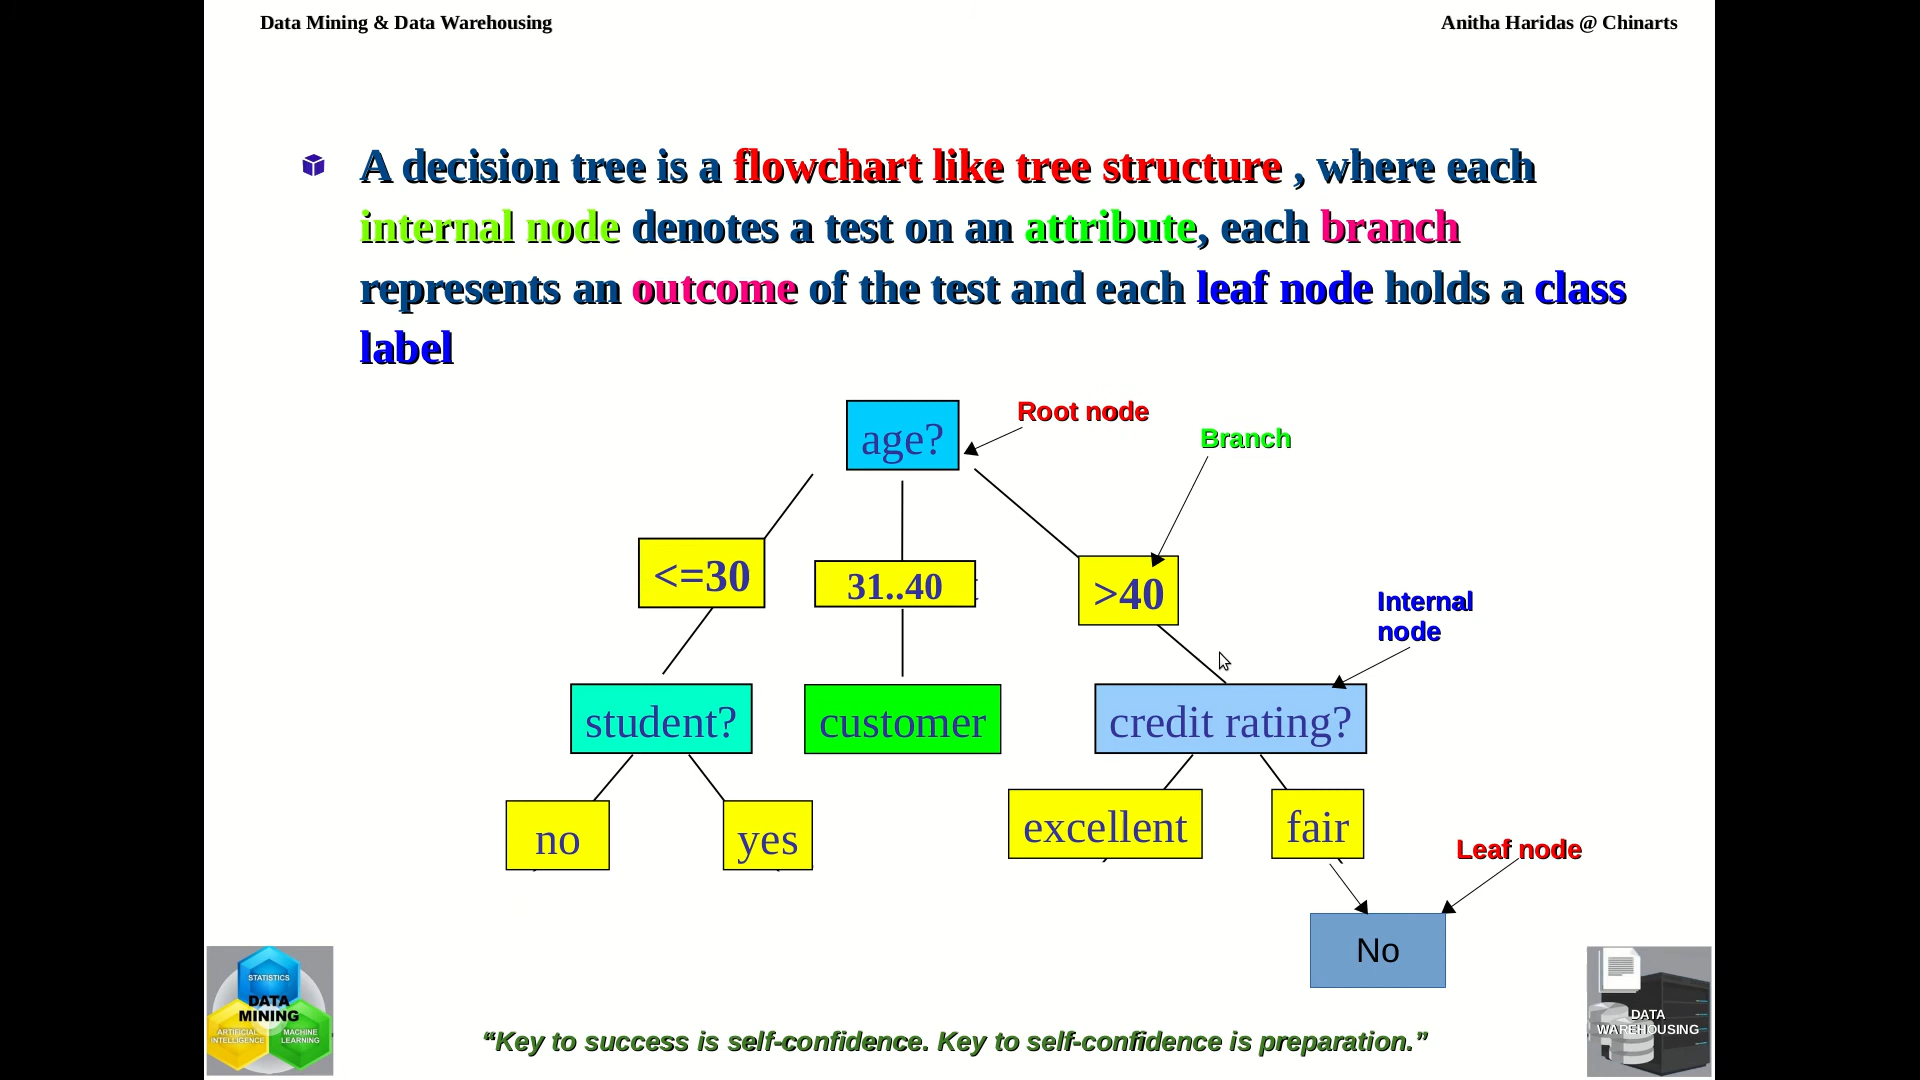 Data Mining & Data Warehousing
Anitha Haridas @ Chinarts
A decision tree is a flowchart like tree structure , where each
internal node denotes a test on an attribute, each branch
represents an outcome of the test and each leaf node holds a class
label
age?
Root node
Branch
<=30
31..40
>40
Internal
node
student?
customer
credit rating?
no
yes
excellent
fair
Leaf node
No
STATISTICS
DATA
MINING
ARTIFICIAL
INTELLIGENCE
MACHINE
LEARNING
DATA
WAREHOUSING
“Key to success is self-confidence. Key to self-confidence is preparation.”